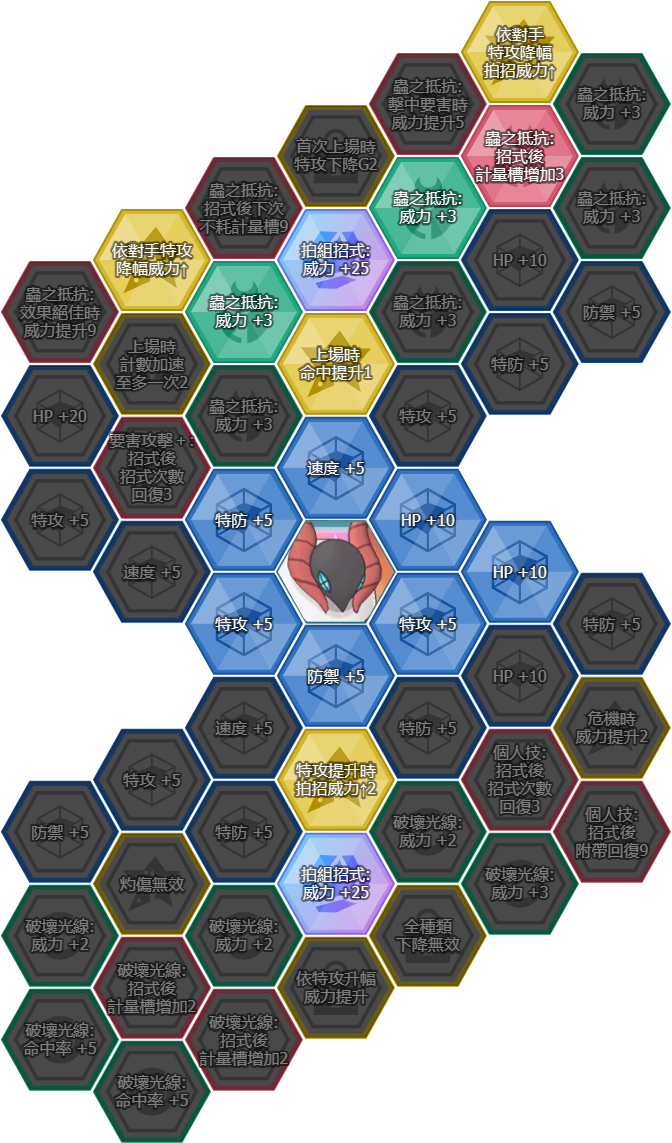 依對手
特攻降幅
拍招威力↑
蟲之抵抗:
擊中要害時
威力提升5
蟲之抵抗:
威力 +3
首次上場時
特攻下降G2
蟲之抵抗:
招式後
計量槽增加3
蟲之抵抗:
招式後下次
不耗計量槽9
蟲之抵抗:
威力 +3
蟲之抵抗:
威力 +3
依對手特攻
降幅威力↑
拍組招式:
威力 +25
HP +10
蟲之抵抗:
效果絕佳時
威力提升9
蟲之抵抗:
威力 +3
蟲之抵抗:
威力 +3
防禦 +5
上場時
計數加速
至多一次2
上場時
命中提升1
特防 +5
HP +20
蟲之抵抗:
威力 +3
特攻 +5
要害攻擊＋:
招式後
招式次數
回復3
速度 +5
特攻 +5
特防 +5
HP +10
速度 +5
HP +10
特攻 +5
特攻 +5
特防 +5
防禦 +5
HP +10
速度 +5
特防 +5
危機時
威力提升2
特攻 +5
特攻提升時
拍招威力↑2
個人技:
招式後
招式次數
回復3
防禦 +5
特防 +5
破壞光線:
威力 +2
個人技:
招式後
附帶回復9
灼傷無效
拍組招式:
威力 +25
破壞光線:
威力 +3
破壞光線:
威力 +2
破壞光線:
威力 +2
全種類
下降無效
破壞光線:
招式後
計量槽增加2
依特攻升幅
威力提升
破壞光線:
命中率 +5
破壞光線:
招式後
計量槽增加2
破壞光線:
命中率 +5